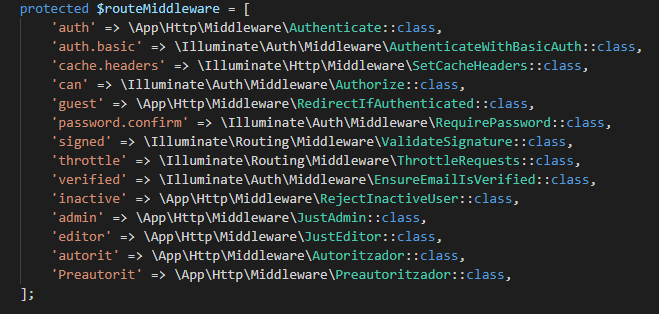 protected $routeMiddleware = [
'auth' => \App\Http\Middleware\Authenticate::class,
'auth.basic' => \Illuminate\Auth\Middleware\AuthenticateWithBasicAuth::class,
'cache.headers' => \Illuminate\Http\Middleware\SetCacheHeaders::class,
'can' => \Illuminate\Auth\Middleware\Authorize::class,
'guest' => \App\Http\Middleware\RedirectIfAuthenticated::class,
'password.confirm' => \Illuminate\Auth\Middleware\RequirePassword::class,
'signed' => \Illuminate\Routing\Middleware\ValidateSignature::class,
'throttle' => \Illuminate\Routing\Middleware\ThrottleRequests::class,
'verified' => \Illuminate\Auth\Middleware\EnsureEmailIsVerified::class,
'inactive' => \App\Http\Middleware\RejectInactiveUser::class,
'admin' => \App\Http\Middleware\JustAdmin::class,
'editor' => \App\Http\Middleware\JustEditor::class,
'autorit' => \App\Http\Middleware\Autoritzador::class,
'Preautorit' => \App\Http\Middleware\Preautoritzador::class,
];